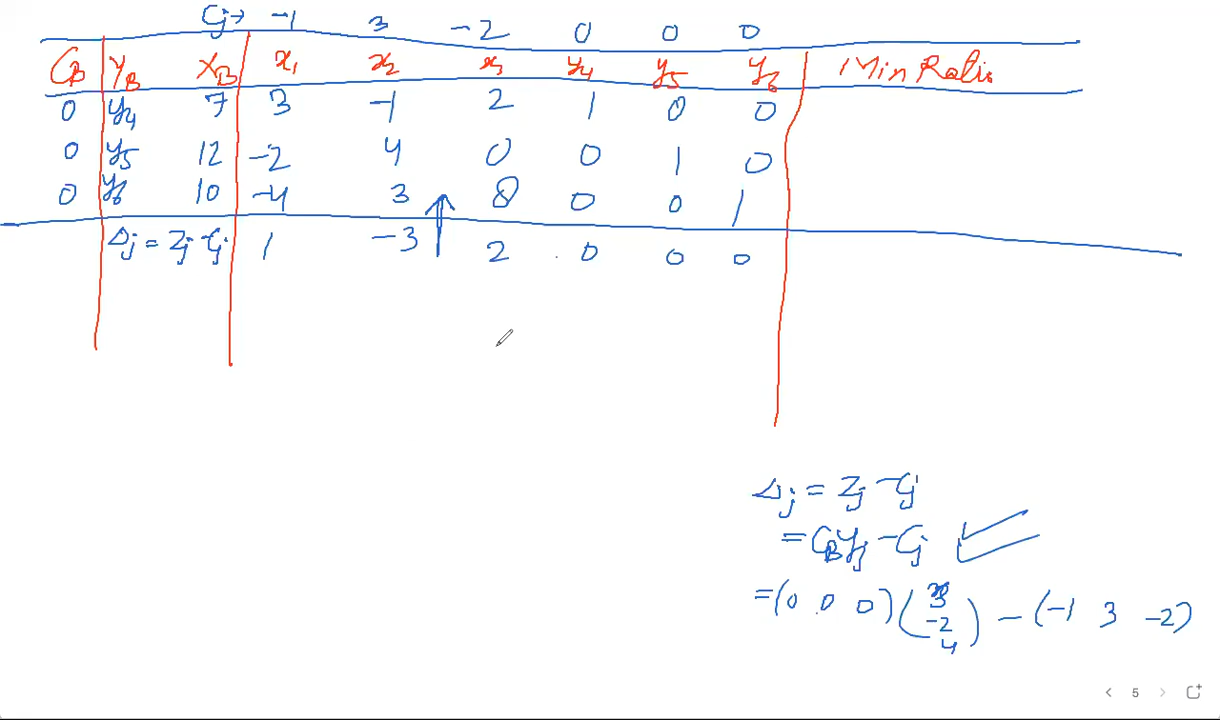 Cj→ -1 3 -2 0 0 0
CB YB XB x1 x2 x3 y4 y5 y6 Min Ratio
0 y4 7 3 -1 2 1 0 0
0 y5 12 -2 4 0 0 1 0
0 y6 10 -4 3 8 0 0 1
Δj = Zj - Cj 1 -3 2 0 0 0
Δj = Zj - Cj
= CB Yj - Cj
= (0 0 0) (3 -2 4) - (-1 3 -2)
5